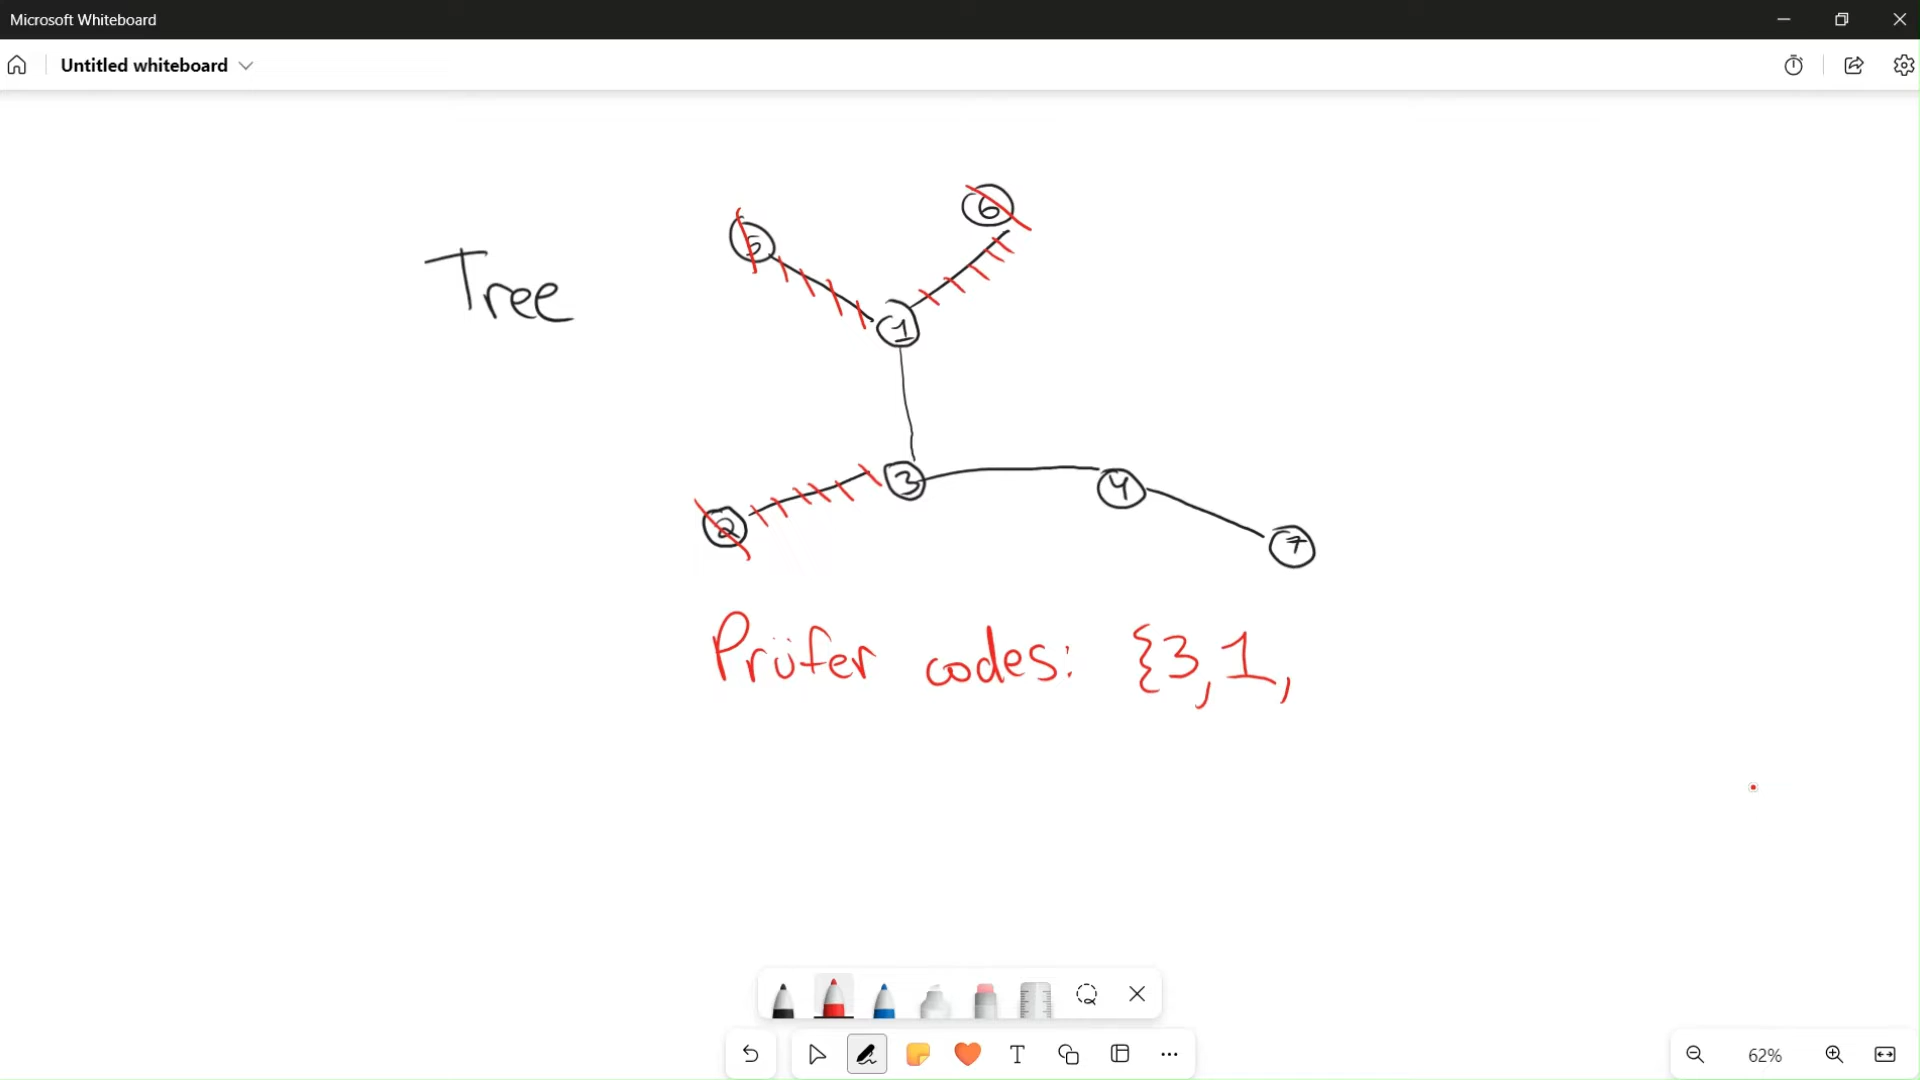 Microsoft Whiteboard
Untitled whiteboard
6
5
Tree
1
3
4
2
7
Prüfer codes: {3,1,
62%